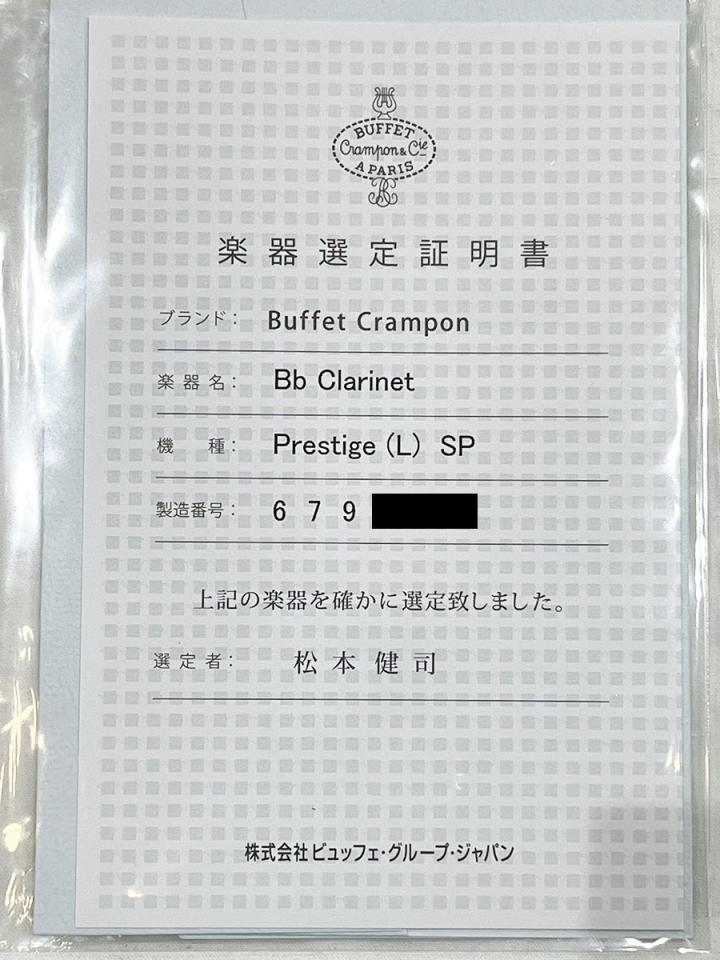 BUFFET
Crampon & Cie
A PARIS
楽器選定証明書
ブランド： Buffet Crampon
楽器名： Bb Clarinet
機　種： Prestige (L) SP
製造番号： 6 7 9
上記の楽器を確かに選定致しました。
選定者： 松本健司
株式会社ビュッフェ・グループ・ジャパン